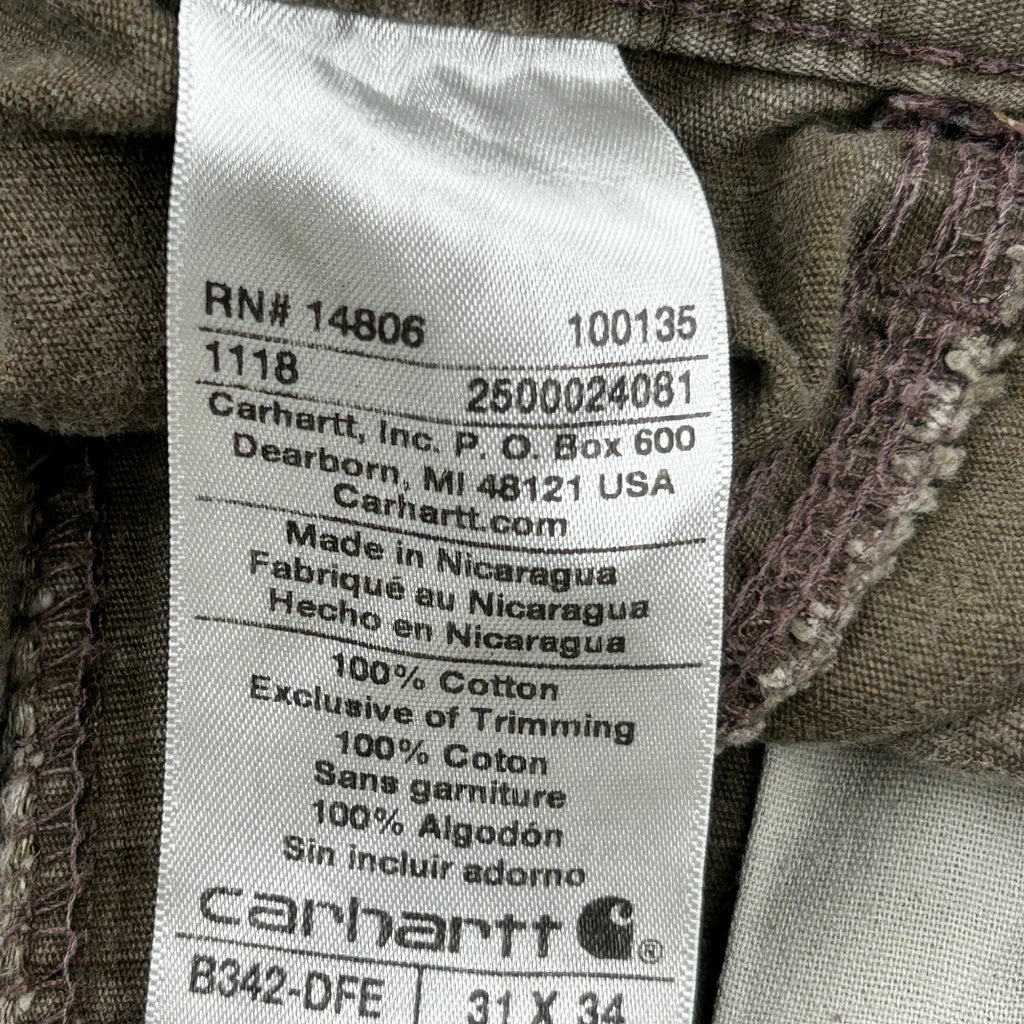 RN# 14806 100135
1118 2500024081
Carhartt, Inc. P. O. Box 600
Dearborn, MI 48121 USA
Carhartt.com
Made in Nicaragua
Fabriqué au Nicaragua
Hecho en Nicaragua
100% Cotton
Exclusive of Trimming
100% Coton
Sans garniture
100% Algodón
Sin incluir adorno
carhartt ®
B342-DFE 31 X 34